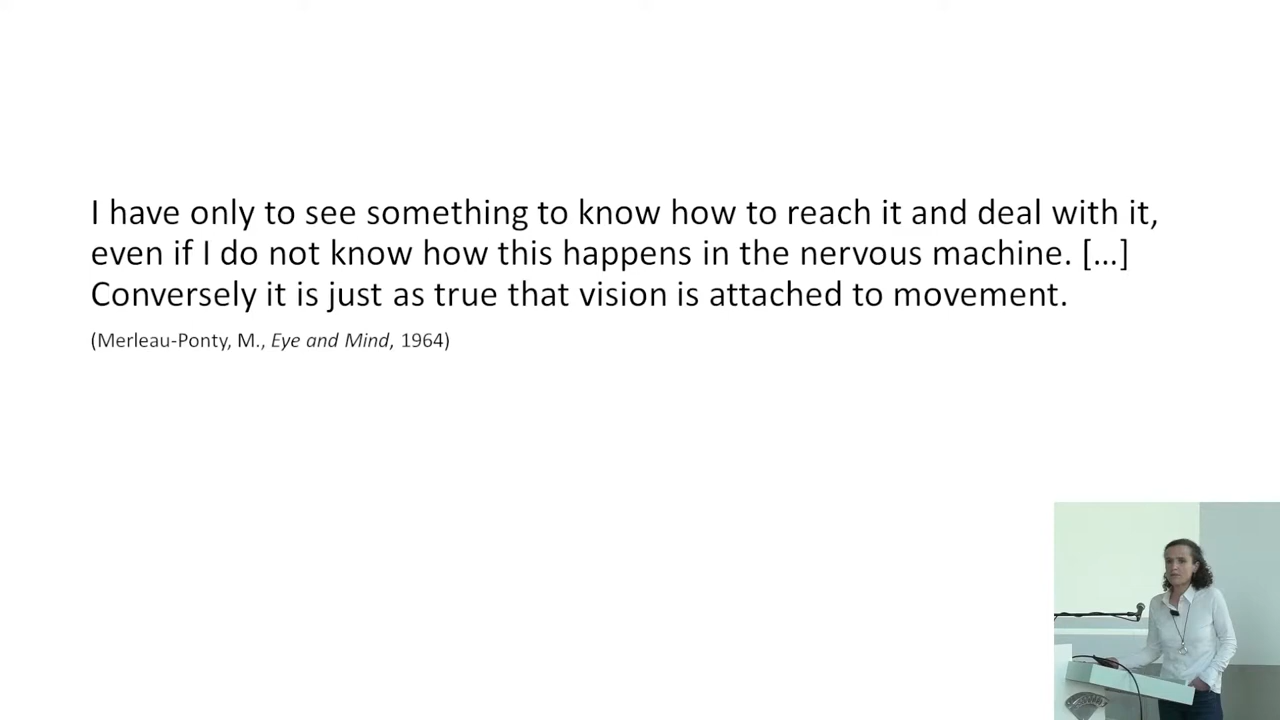 I have only to see something to know how to reach it and deal with it,
even if I do not know how this happens in the nervous machine. […]
Conversely it is just as true that vision is attached to movement.
(Merleau-Ponty, M., Eye and Mind, 1964)